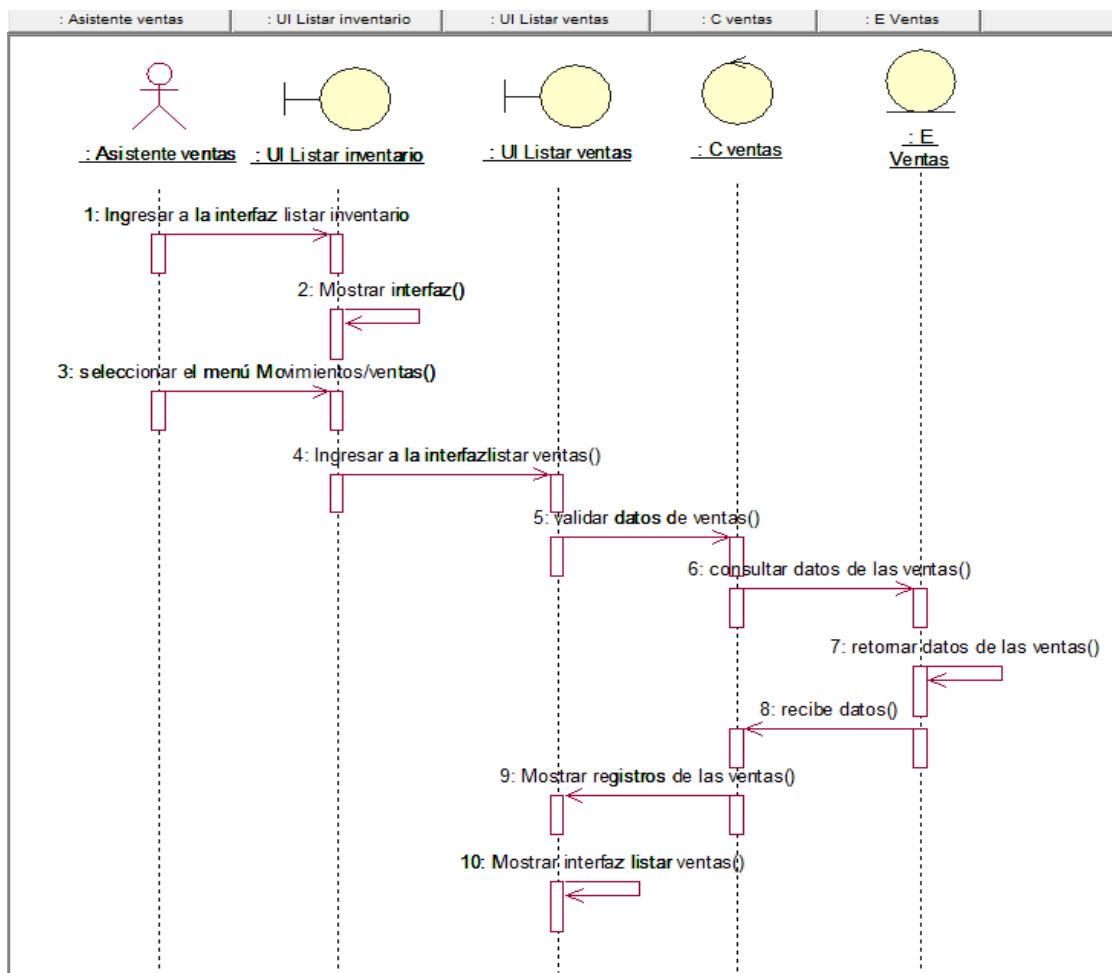 : Asistente ventas
: UI Listar inventario
: UI Listar ventas
: C ventas
: E Ventas
: Asistente ventas
: UI Listar inventario
: UI Listar ventas
: C ventas
: E
Ventas
1: Ingresar a la interfaz listar inventario
2: Mostrar interfaz()
3: seleccionar el menú Movimientos/ventas()
4: Ingresar a la interfazlistar ventas()
5: validar datos de ventas()
6: consultar datos de las ventas()
7: retornar datos de las ventas()
8: recibe datos()
9: Mostrar registros de las ventas()
10: Mostrar interfaz listar ventas()